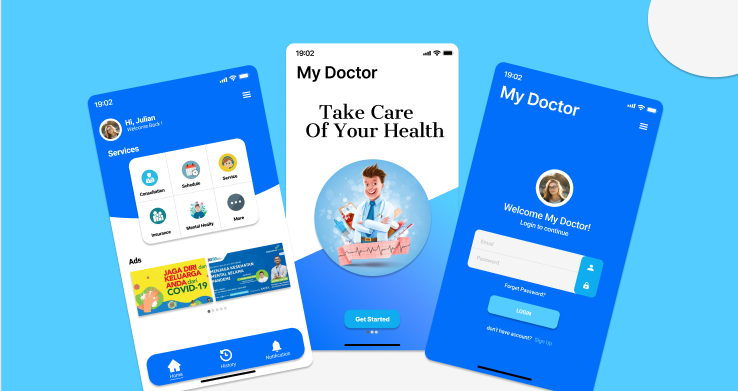 19:02
Hi, Julian
Welcome Back !
Services
Consultation
Schedule
Service
Insurance
Mental Healty
More
Ads
JAGA DIRI dan
KELUARGA
ANDA dari
COVID-19
MENJAGA KESEHATAN
MENTAL SELAMA
PANDEMI
Home
History
Notification
19:02
My Doctor
Take Care
Of Your Health
Get Started
19:02
My Doctor
Welcome My Doctor!
Login to continue
Email
Password
Forget Password?
LOGIN
don't have account? Sign Up